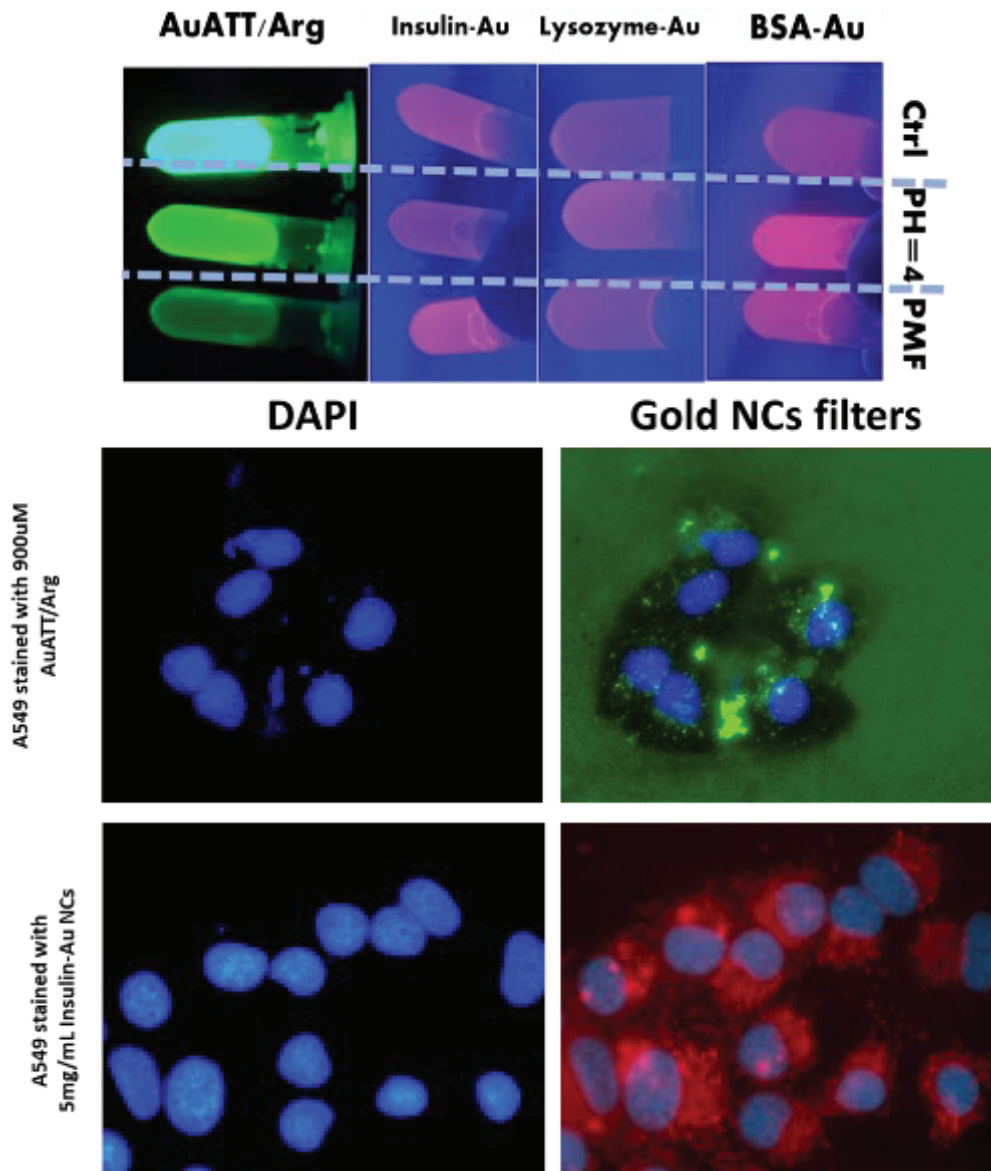 AuATT/Arg Insulin-Au Lysozyme-Au BSA-Au
Ctrl
PH=4
PMF
DAPI Gold NCs filters
A549 stained with 900uM
AuATT/Arg
A549 stained with
5mg/mL Insulin-Au NCs